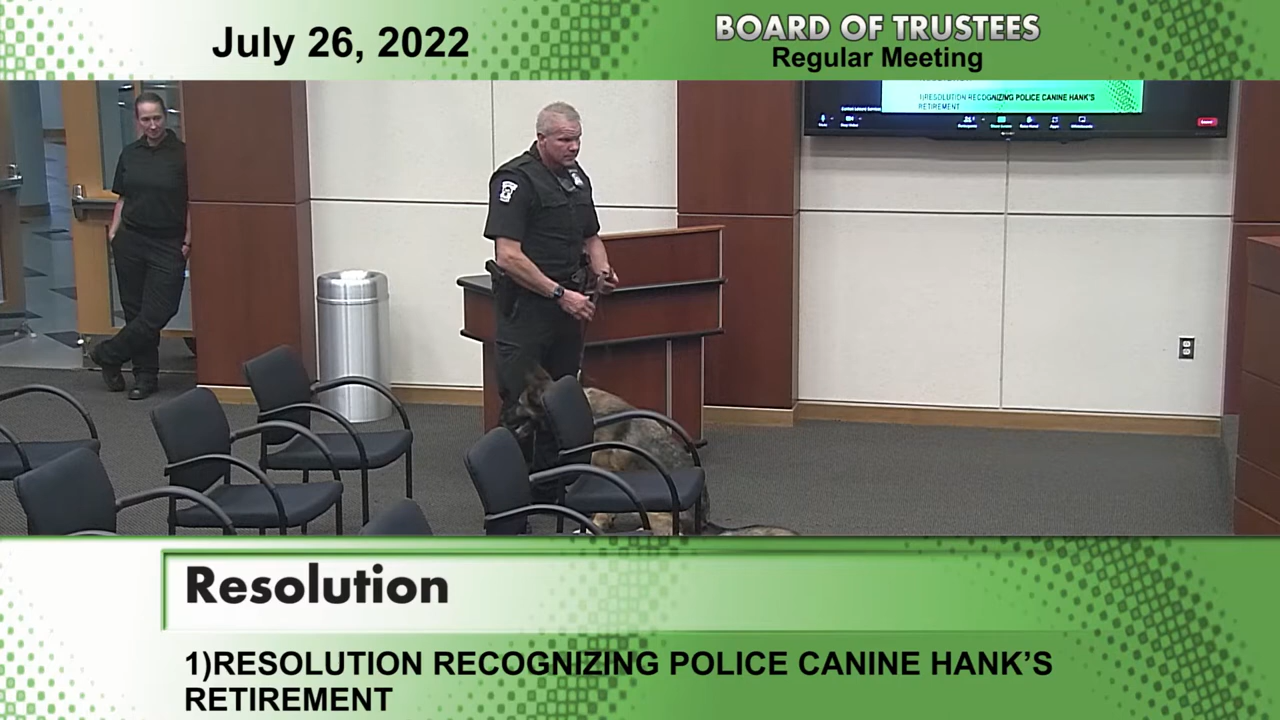 July 26, 2022
BOARD OF TRUSTEES
Regular Meeting
1)RESOLUTION RECOGNIZING POLICE CANINE HANK'S
RETIREMENT
Resolution
1)RESOLUTION RECOGNIZING POLICE CANINE HANK'S
RETIREMENT